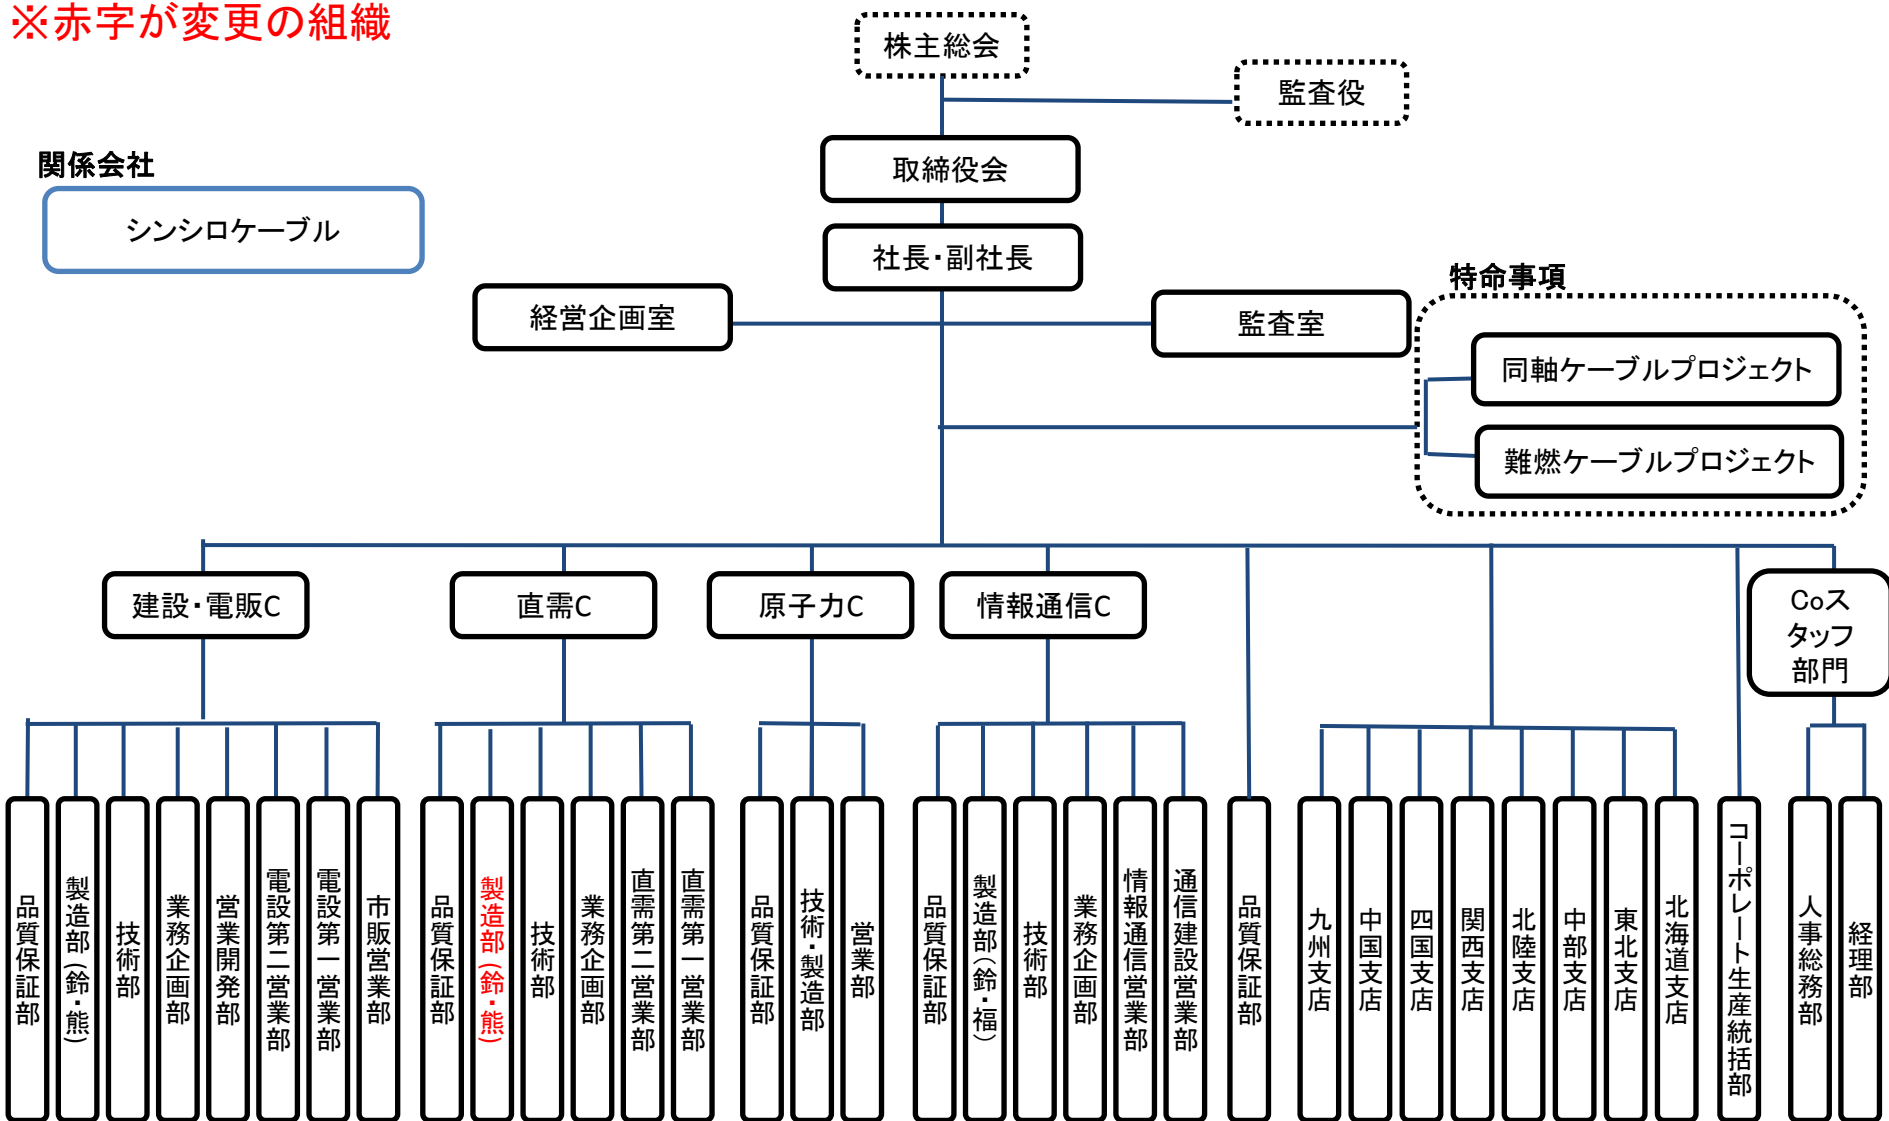 ※赤字が変更の組織
株主総会
監査役
取締役会
関係会社
シンシロケーブル
社長・副社長
特命事項
経営企画室
監査室
同軸ケーブルプロジェクト
難燃ケーブルプロジェクト
建設・電販C
直需C
原子力C
情報通信C
Coス
タッフ
部門
品質保証部
製造部(鈴・熊)
技術部
業務企画部
営業開発部
電設第二営業部
電設第一営業部
市販営業部
品質保証部
製造部(鈴・熊)
技術部
業務企画部
直需第二営業部
直需第一営業部
品質保証部
技術・製造部
営業部
品質保証部
製造部(鈴・福)
技術部
業務企画部
情報通信営業部
通信建設営業部
品質保証部
九州支店
中国支店
四国支店
関西支店
北陸支店
中部支店
東北支店
北海道支店
コーポレート生産統括部
人事総務部
経理部